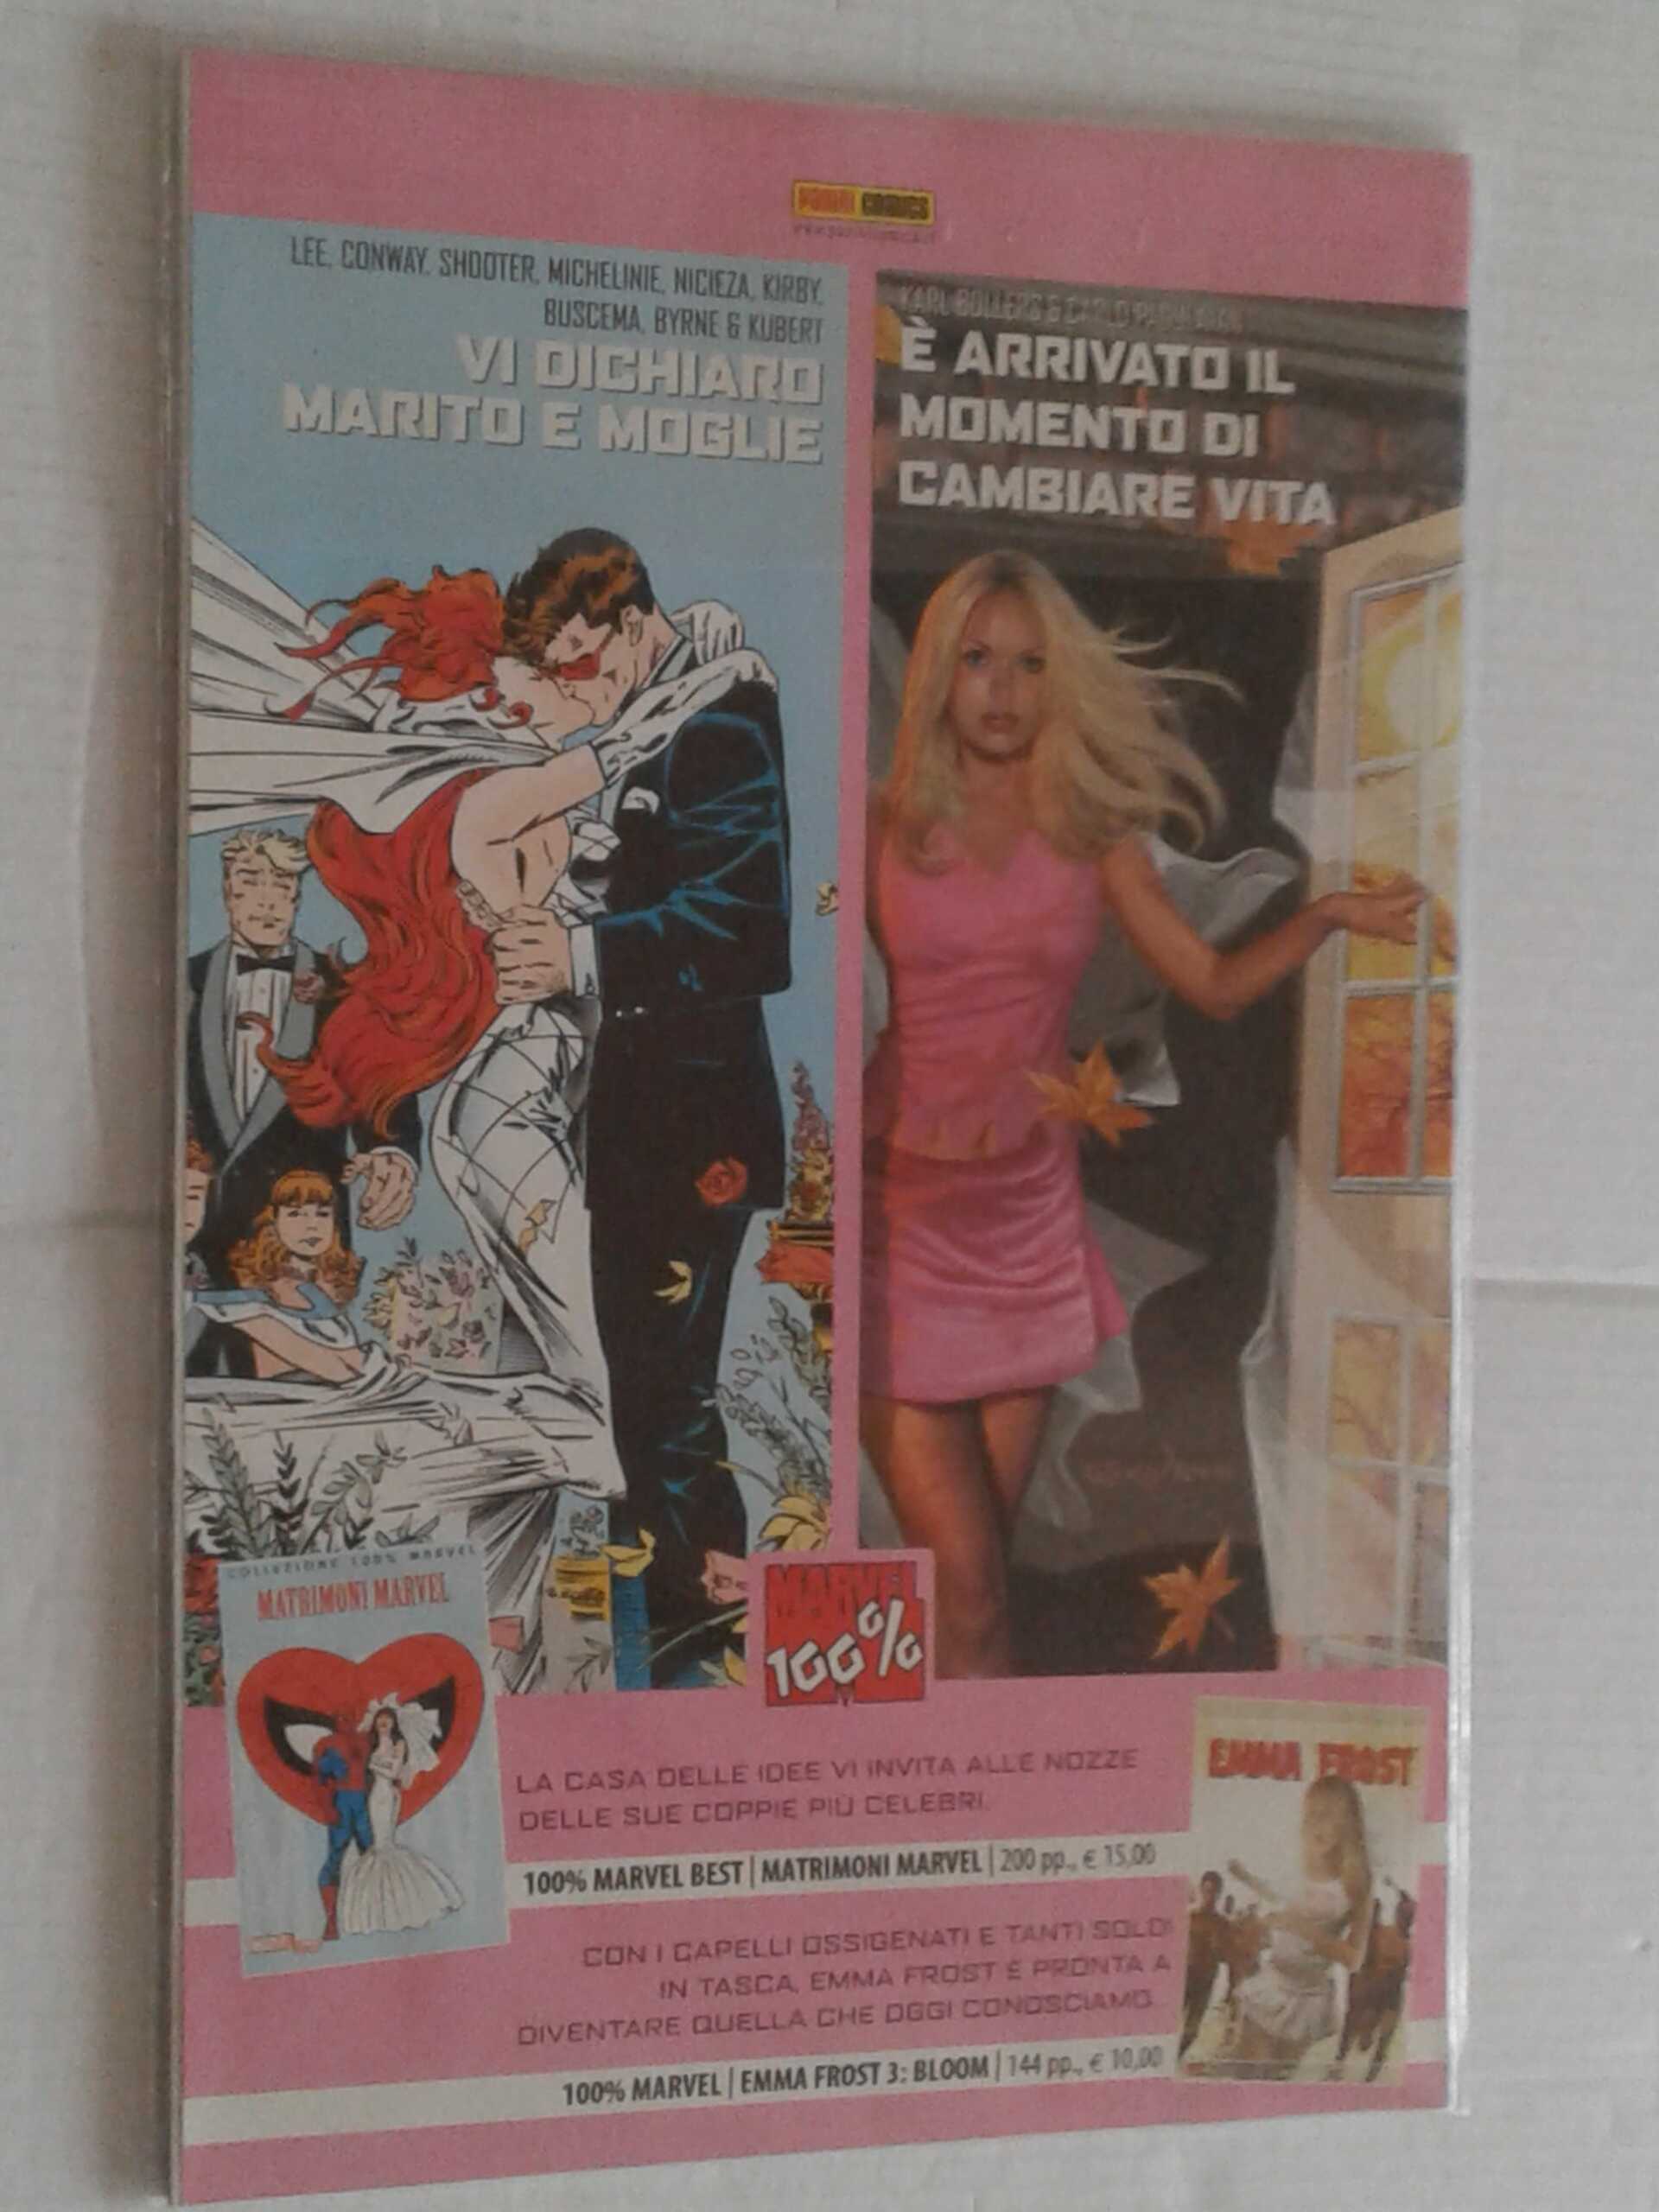 PANINI COMICS
LEE, CONWAY, SHOOTER, MICHELINIE, NICIEZA, KIRBY,
BUSCEMA, BYRNE & KUBERT
VI DICHIARO
MARITO E MOGLIE
KARL BOLLERS & CARLO
È ARRIVATO IL
MOMENTO DI
CAMBIARE VITA
COLLEZIONE 100% MARVEL
MATRIMONI MARVEL
MARVEL
100%
LA CASA DELLE IDEE VI INVITA ALLE NOZZE
DELLE SUE COPPIE PIÙ CELEBRI.
100% MARVEL BEST | MATRIMONI MARVEL | 200 pp., € 15,00
EMMA FROST
CON I CAPELLI OSSIGENATI E TANTI SOLDI
IN TASCA, EMMA FROST È PRONTA A
DIVENTARE QUELLA CHE OGGI CONOSCIAMO.
100% MARVEL | EMMA FROST 3: BLOOM | 144 pp., € 10,00